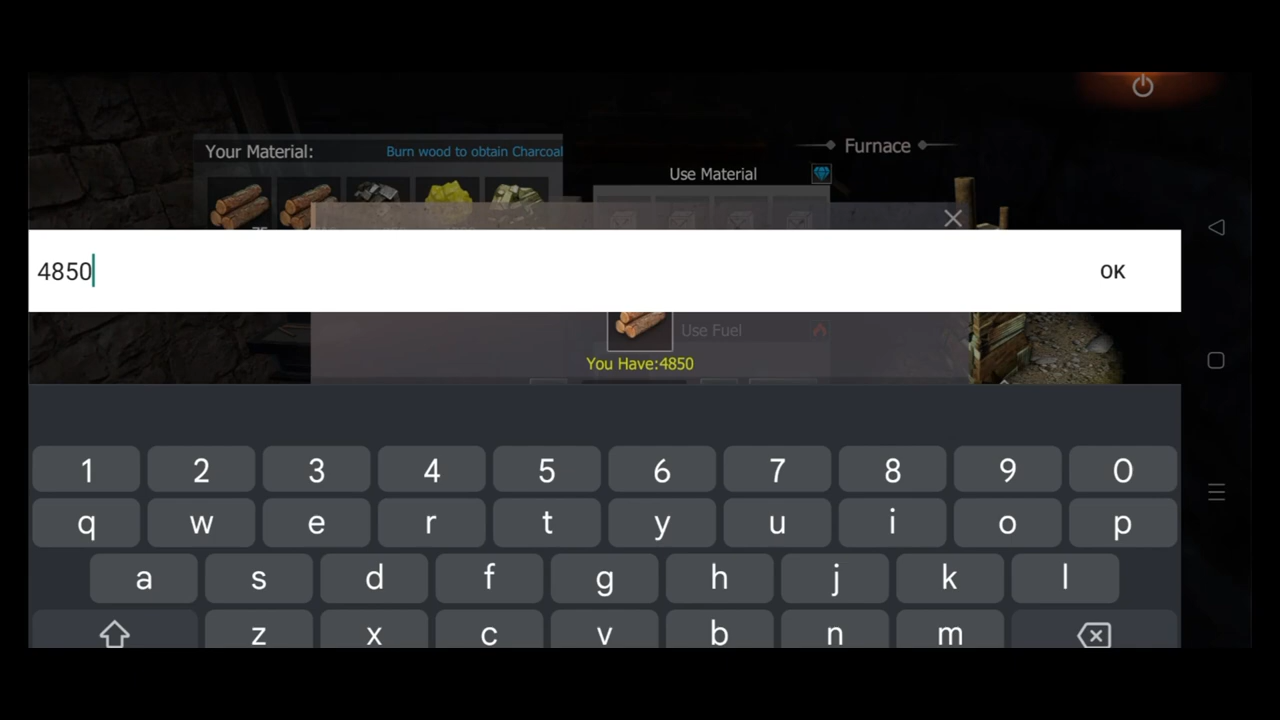 Your Material:
Burn wood to obtain Charcoal
Furnace
Use Material
4850
OK
Use Fuel
You Have:4850
1 2 3 4 5 6 7 8 9 0
q w e r t y u i o p
a s d f g h j k l
z x c v b n m